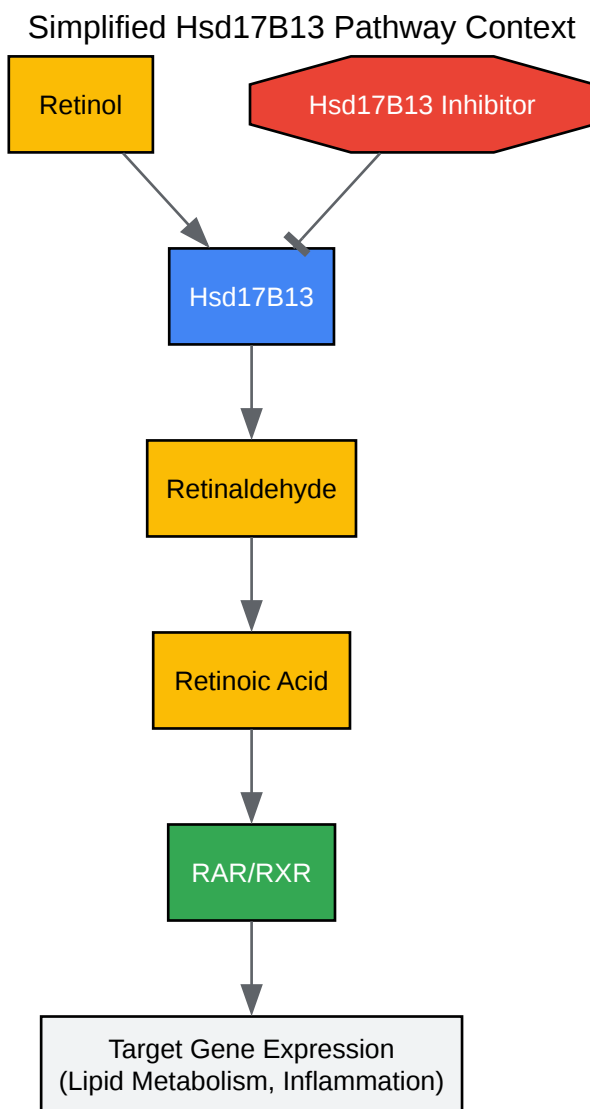 Simplified Hsd17B13 Pathway Context
Retinol
Hsd17B13 Inhibitor
Hsd17B13
Retinaldehyde
Retinoic Acid
RAR/RXR
Target Gene Expression
(Lipid Metabolism, Inflammation)